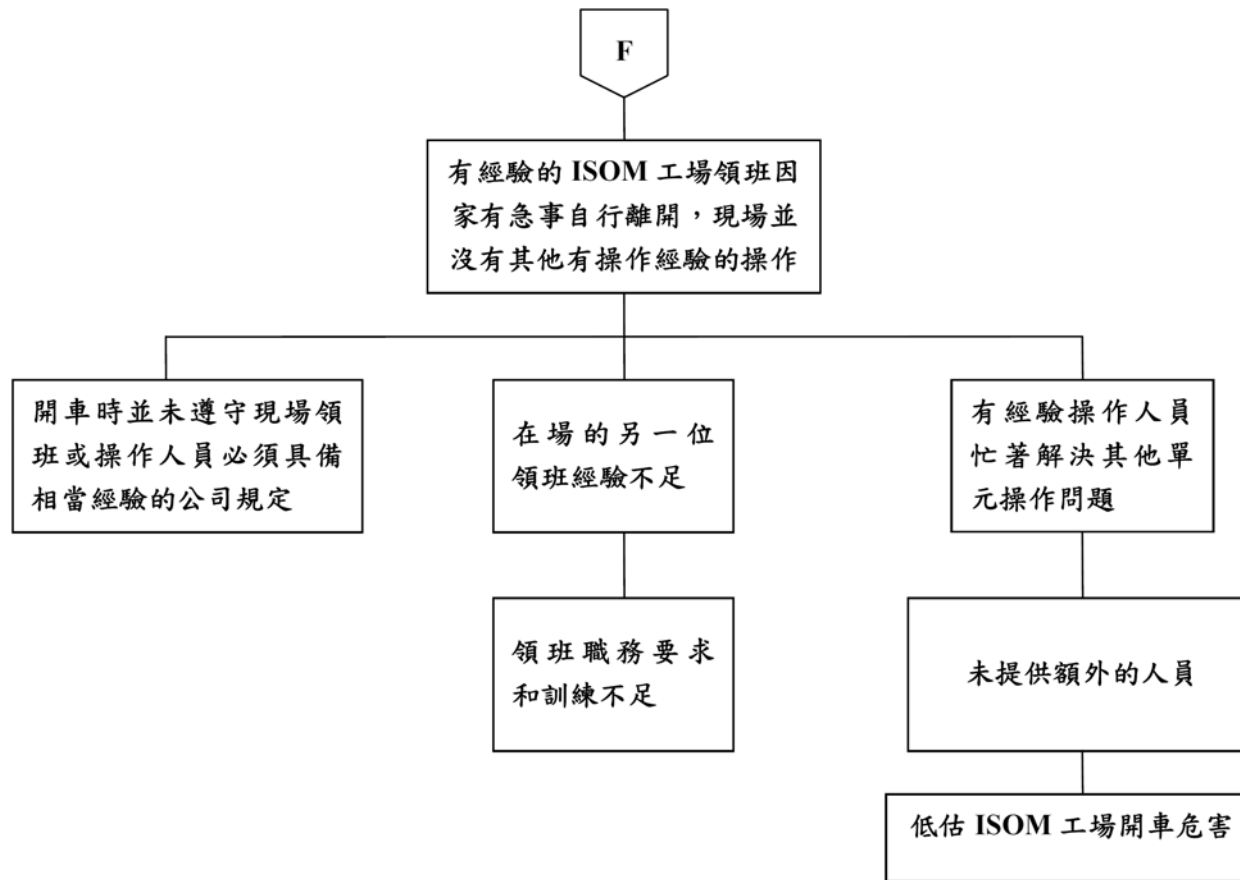 F
有經驗的 ISOM 工場領班因
家有急事自行離開，現場並
沒有其他有操作經驗的操作
開車時並未遵守現場領
班或操作人員必須具備
相當經驗的公司規定
在場的另一位
領班經驗不足
有經驗操作人員
忙著解決其他單
元操作問題
領班職務要求
和訓練不足
未提供額外的人員
低估 ISOM 工場開車危害